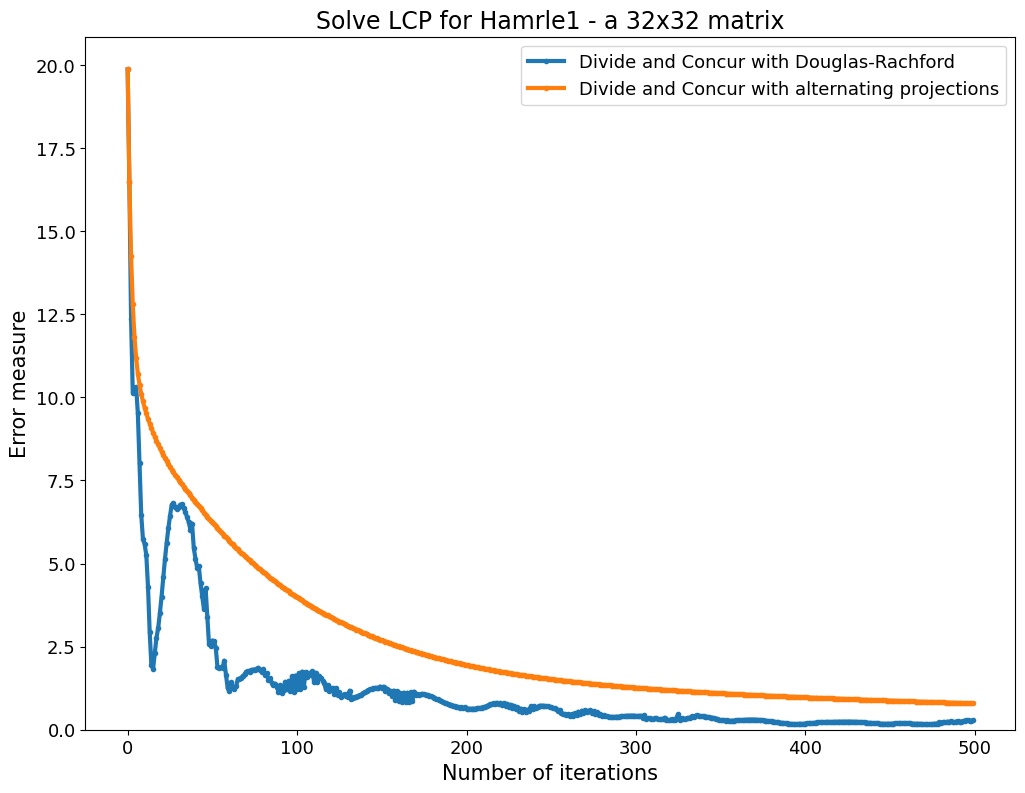 Solve LCP for Hamrle1 - a 32x32 matrix
Divide and Concur with Douglas-Rachford
Divide and Concur with alternating projections
20.0
17.5
15.0
12.5
10.0
7.5
5.0
2.5
0.0
Error measure
0 100 200 300 400 500
Number of iterations